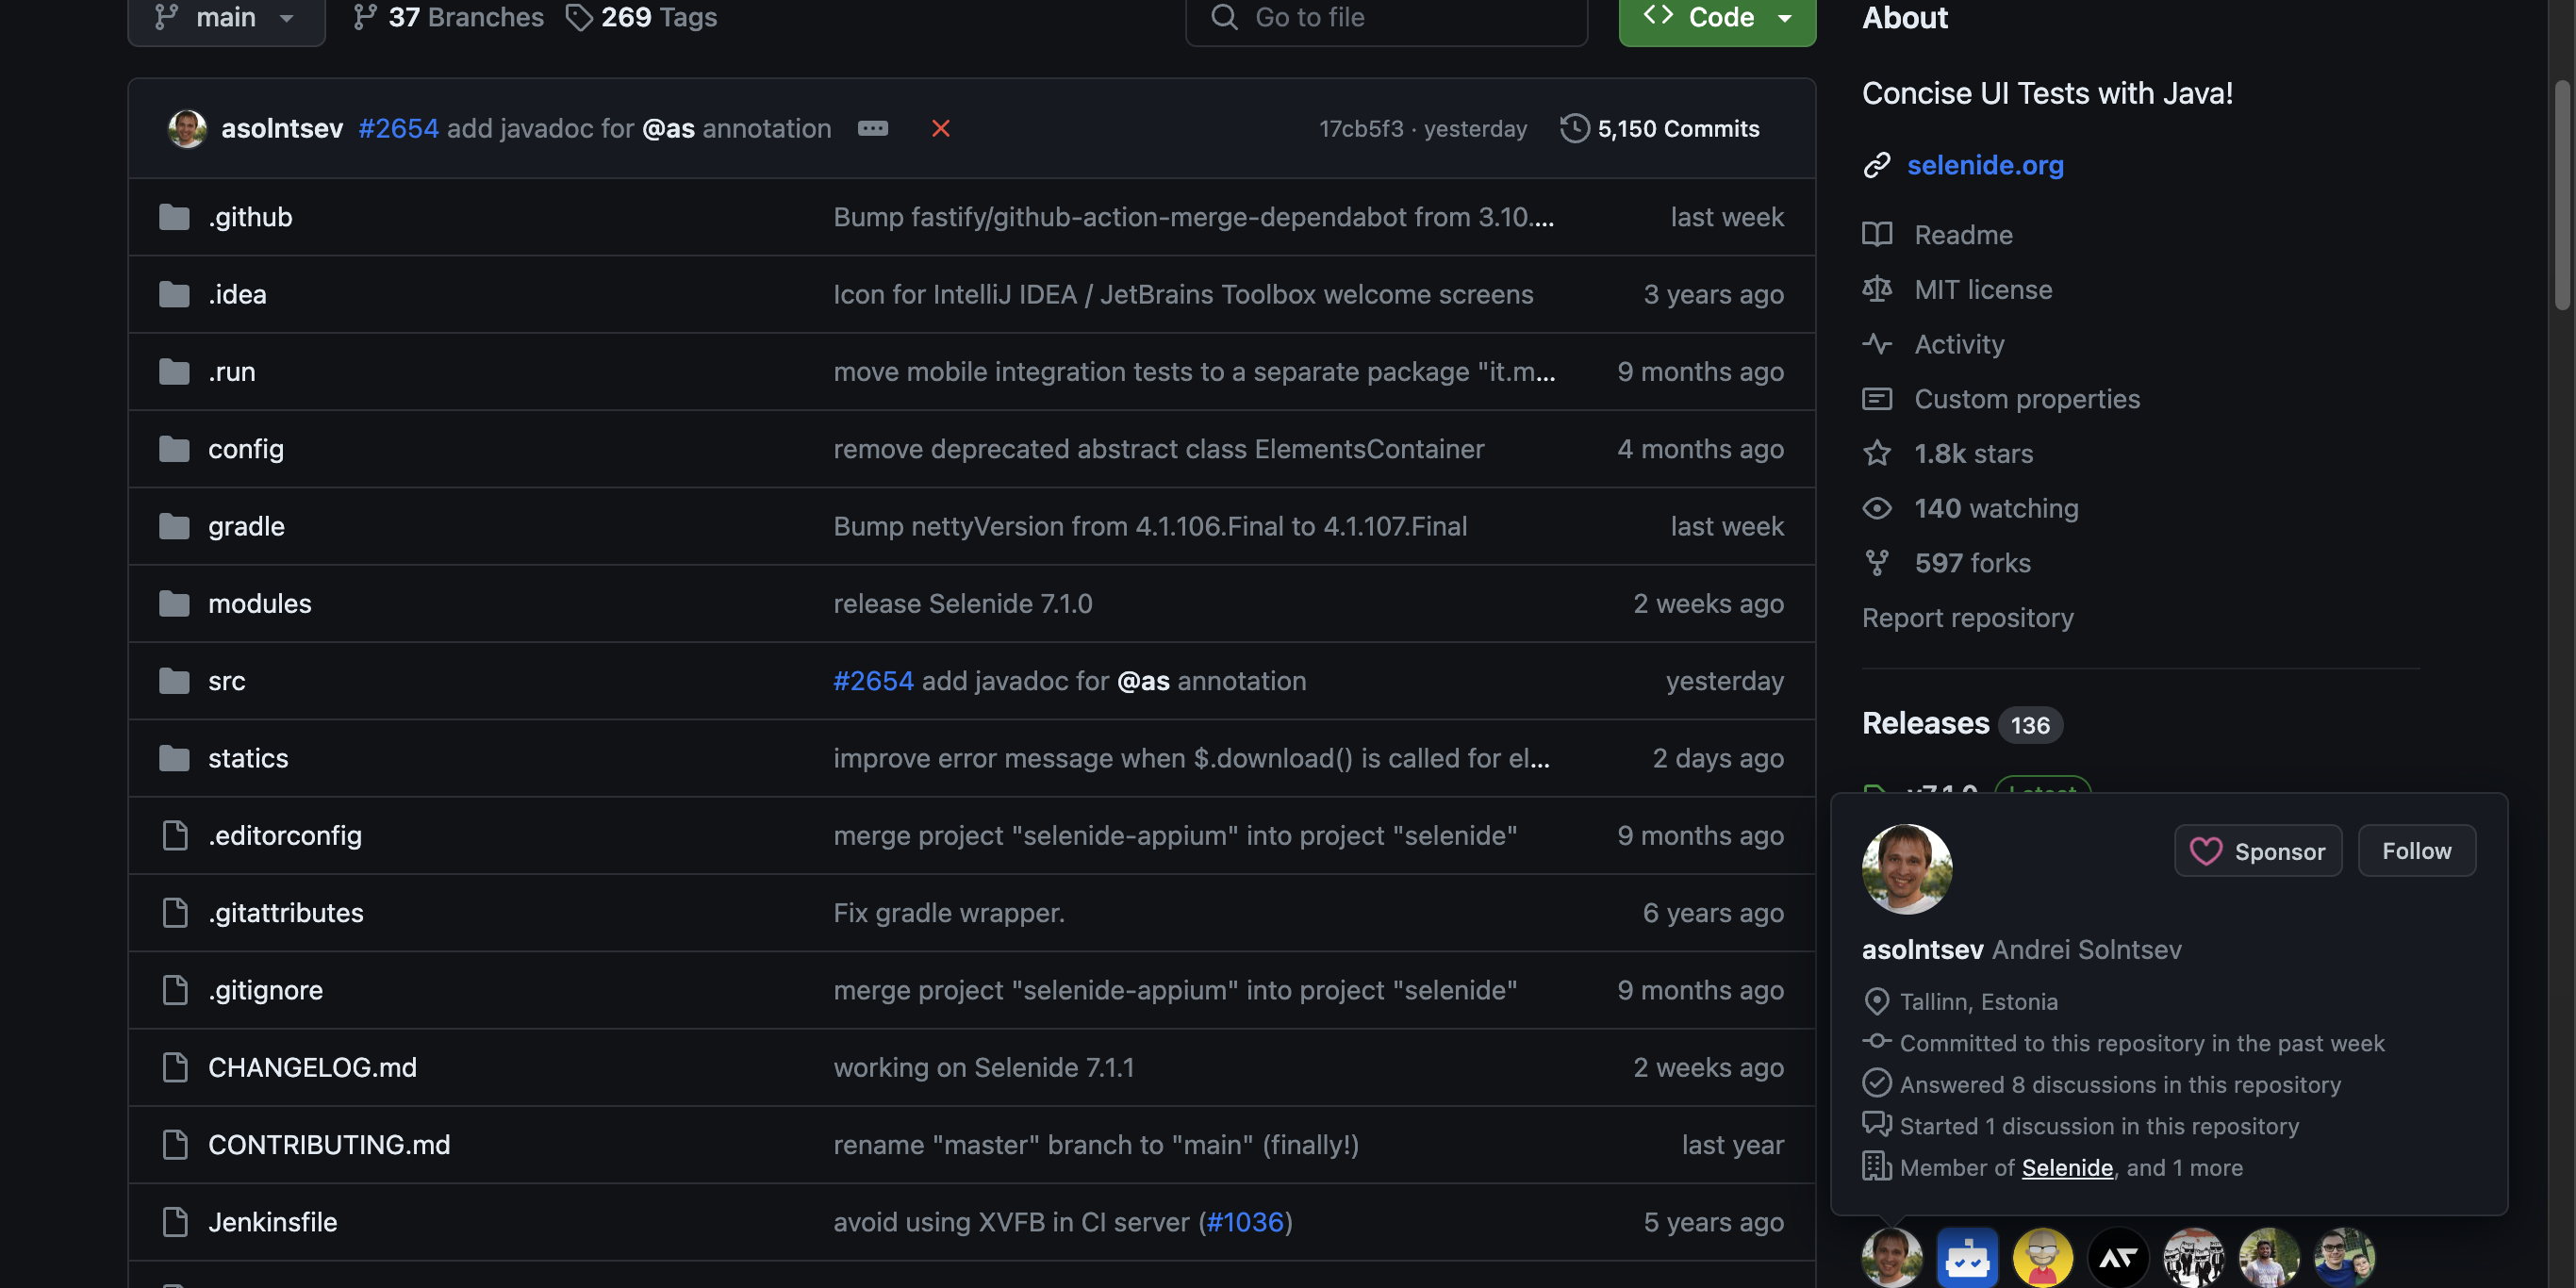 main
37 Branches
269 Tags
Go to file
Code
asolntsev #2654 add javadoc for @as annotation
17cb5f3 · yesterday
5,150 Commits
.github
Bump fastify/github-action-merge-dependabot from 3.10.…
last week
.idea
Icon for IntelliJ IDEA / JetBrains Toolbox welcome screens
3 years ago
.run
move mobile integration tests to a separate package "it.m…
9 months ago
config
remove deprecated abstract class ElementsContainer
4 months ago
gradle
Bump nettyVersion from 4.1.106.Final to 4.1.107.Final
last week
modules
release Selenide 7.1.0
2 weeks ago
src
#2654 add javadoc for @as annotation
yesterday
statics
improve error message when $.download() is called for el…
2 days ago
.editorconfig
merge project "selenide-appium" into project "selenide"
9 months ago
.gitattributes
Fix gradle wrapper.
6 years ago
.gitignore
merge project "selenide-appium" into project "selenide"
9 months ago
CHANGELOG.md
working on Selenide 7.1.1
2 weeks ago
CONTRIBUTING.md
rename "master" branch to "main" (finally!)
last year
Jenkinsfile
avoid using XVFB in CI server (#1036)
5 years ago
About
Concise UI Tests with Java!
selenide.org
Readme
MIT license
Activity
Custom properties
1.8k stars
140 watching
597 forks
Report repository
Releases 136
v7.1.0 Latest
Sponsor
Follow
asolntsev Andrei Solntsev
Tallinn, Estonia
Committed to this repository in the past week
Answered 8 discussions in this repository
Started 1 discussion in this repository
Member of Selenide, and 1 more